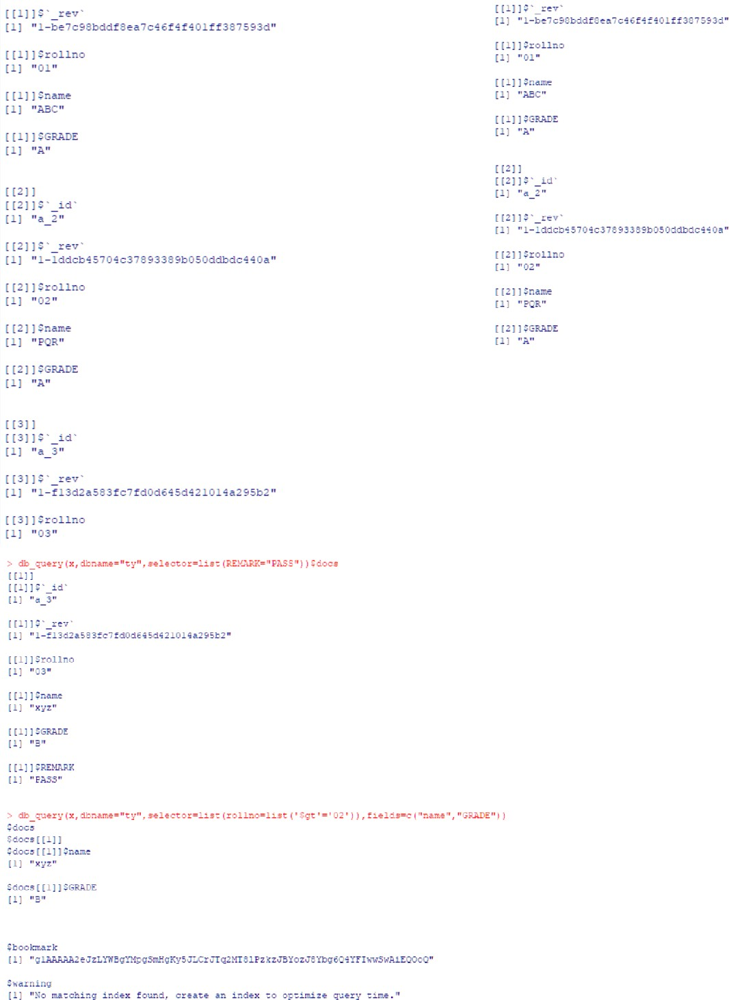 [[1]]$`_rev`
[1] "1-be7c98bddf8ea7c46f4f401ff387593d"
[[1]]$rollno
[1] "01"
[[1]]$name
[1] "ABC"
[[1]]$GRADE
[1] "A"
[[2]]
[[2]]$`_id`
[1] "a_2"
[[2]]$`_rev`
[1] "1-1ddcb45704c37893389b050ddbdc440a"
[[2]]$rollno
[1] "02"
[[2]]$name
[1] "PQR"
[[2]]$GRADE
[1] "A"
[[3]]
[[3]]$`_id`
[1] "a_3"
[[3]]$`_rev`
[1] "1-f13d2a583fc7fd0d645d421014a295b2"
[[3]]$rollno
[1] "03"
[[1]]$`_rev`
[1] "1-be7c98bddf8ea7c46f4f401ff387593d"
[[1]]$rollno
[1] "01"
[[1]]$name
[1] "ABC"
[[1]]$GRADE
[1] "A"
[[2]]
[[2]]$`_id`
[1] "a_2"
[[2]]$`_rev`
[1] "1-1ddcb45704c37893389b050ddbdc440a"
[[2]]$rollno
[1] "02"
[[2]]$name
[1] "PQR"
[[2]]$GRADE
[1] "A"
> db_query(x,dbname="ty",selector=list(REMARK="PASS"))$docs
[[1]]
[[1]]$`_id`
[1] "a_3"
[[1]]$`_rev`
[1] "1-f13d2a583fc7fd0d645d421014a295b2"
[[1]]$rollno
[1] "03"
[[1]]$name
[1] "xyz"
[[1]]$GRADE
[1] "B"
[[1]]$REMARK
[1] "PASS"
> db_query(x,dbname="ty",selector=list(rollno=list('$gt'='02')),fields=c("name","GRADE"))
$docs
$docs[[1]]
$docs[[1]]$name
[1] "xyz"
$docs[[1]]$GRADE
[1] "B"
$bookmark
[1] "g1AAAAA2eJzLYWBgYMpgSmHgKy5JLCrJTq2MT8lPzkzJBYozJ8Ybg6Q4YFIwwSwAiEQOcQ"
$warning
[1] "No matching index found, create an index to optimize query time."